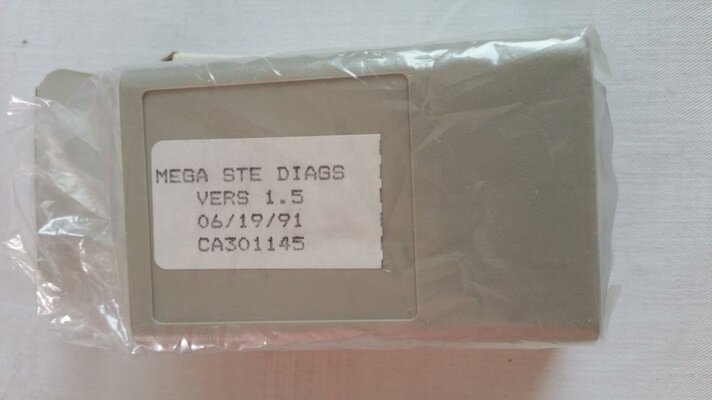 MEGA STE DIAGS
VERS 1.5
06/19/91
CA301145